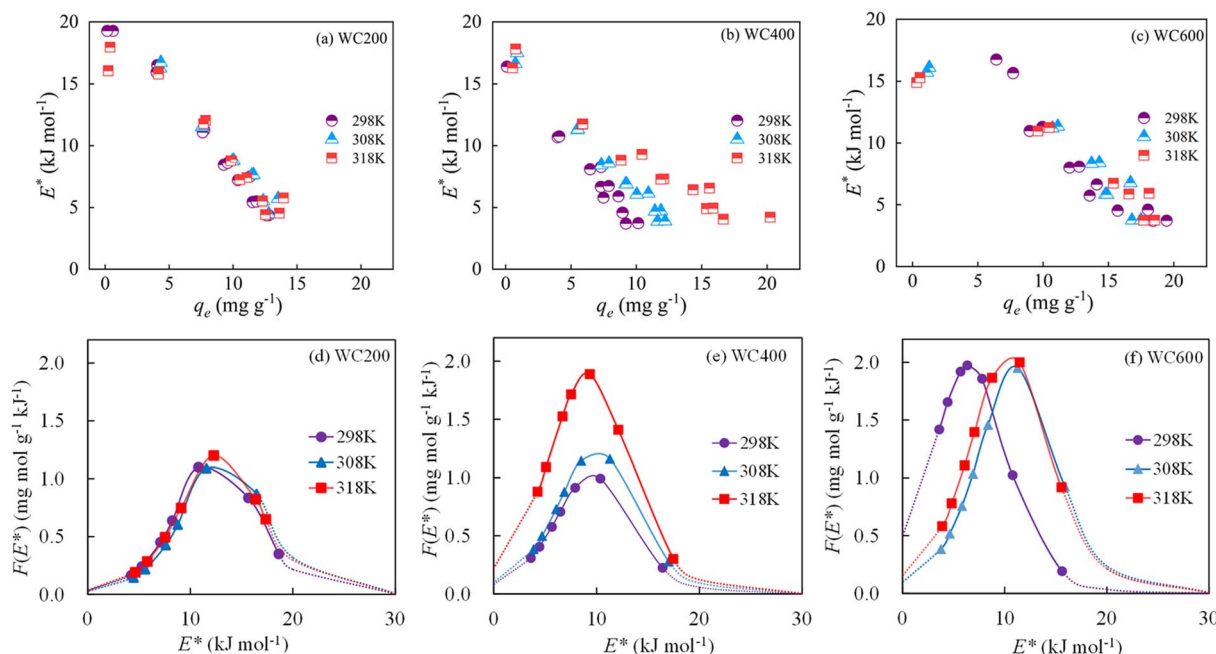 (a) WC200
20
15
10
5
0
E* (kJ mol-1)
298K
308K
318K
0 5 10 15 20
qe (mg g-1)
(b) WC400
20
15
10
5
0
E* (kJ mol-1)
298K
308K
318K
0 5 10 15 20
qe (mg g-1)
(c) WC600
20
15
10
5
0
E* (kJ mol-1)
298K
308K
318K
0 5 10 15 20
qe (mg g-1)
(d) WC200
2.0
1.5
1.0
0.5
0.0
F(E*) (mg mol g-1 kJ-1)
298K
308K
318K
0 10 20 30
E* (kJ mol-1)
(e) WC400
2.0
1.5
1.0
0.5
0.0
F(E*) (mg mol g-1 kJ-1)
298K
308K
318K
0 10 20 30
E* (kJ mol-1)
(f) WC600
2.0
1.5
1.0
0.5
0.0
F(E*) (mg mol g-1 kJ-1)
298K
308K
318K
0 10 20 30
E* (kJ mol-1)